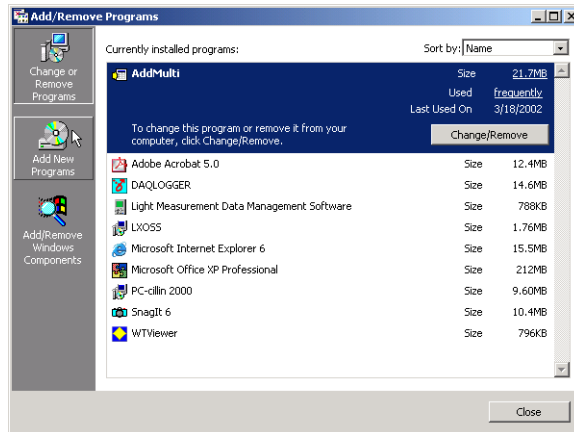 Add/Remove Programs
Change or
Remove
Programs
Add New
Programs
Add/Remove
Windows
Components
Currently installed programs:
Sort by: Name
AddMulti Size 21.7MB
Used frequently
Last Used On 3/18/2002
To change this program or remove it from your
computer, click Change/Remove.
Change/Remove
Adobe Acrobat 5.0 Size 12.4MB
DAQLOGGER Size 14.6MB
Light Measurement Data Management Software Size 788KB
LXOSS Size 1.76MB
Microsoft Internet Explorer 6 Size 15.5MB
Microsoft Office XP Professional Size 212MB
PC-cillin 2000 Size 9.60MB
SnagIt 6 Size 10.4MB
WTViewer Size 796KB
Close